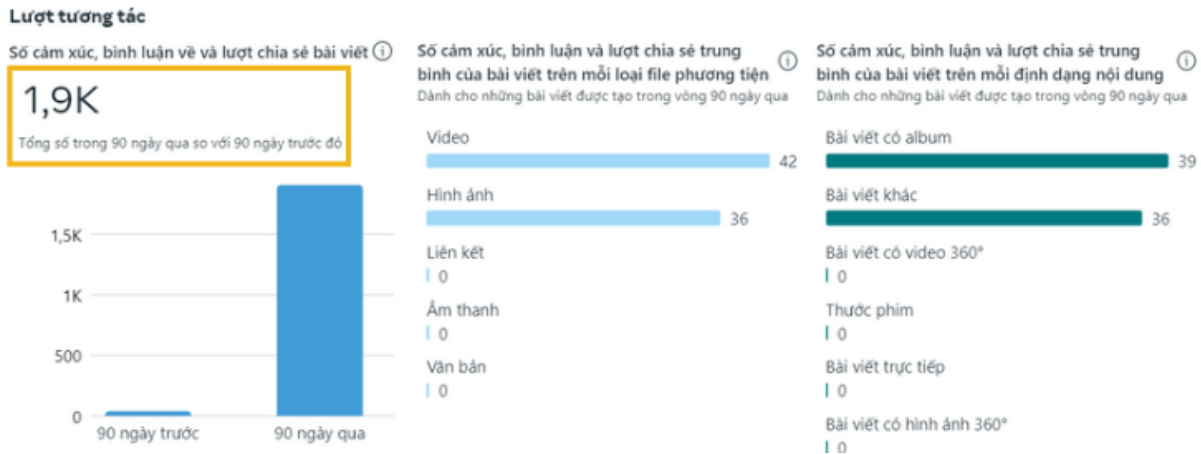 Lượt tương tác
Số cảm xúc, bình luận về và lượt chia sẻ bài viết
1,9K
Tổng số trong 90 ngày qua so với 90 ngày trước đó
1,5K
1K
500
0
90 ngày trước
90 ngày qua
Số cảm xúc, bình luận và lượt chia sẻ trung
bình của bài viết trên mỗi loại file phương tiện
Dành cho những bài viết được tạo trong vòng 90 ngày qua
Video
42
Hình ảnh
36
Liên kết
0
Âm thanh
0
Văn bản
0
Số cảm xúc, bình luận và lượt chia sẻ trung
bình của bài viết trên mỗi định dạng nội dung
Dành cho những bài viết được tạo trong vòng 90 ngày qua
Bài viết có album
39
Bài viết khác
36
Bài viết có video 360°
0
Thước phim
0
Bài viết trực tiếp
0
Bài viết có hình ảnh 360°
0